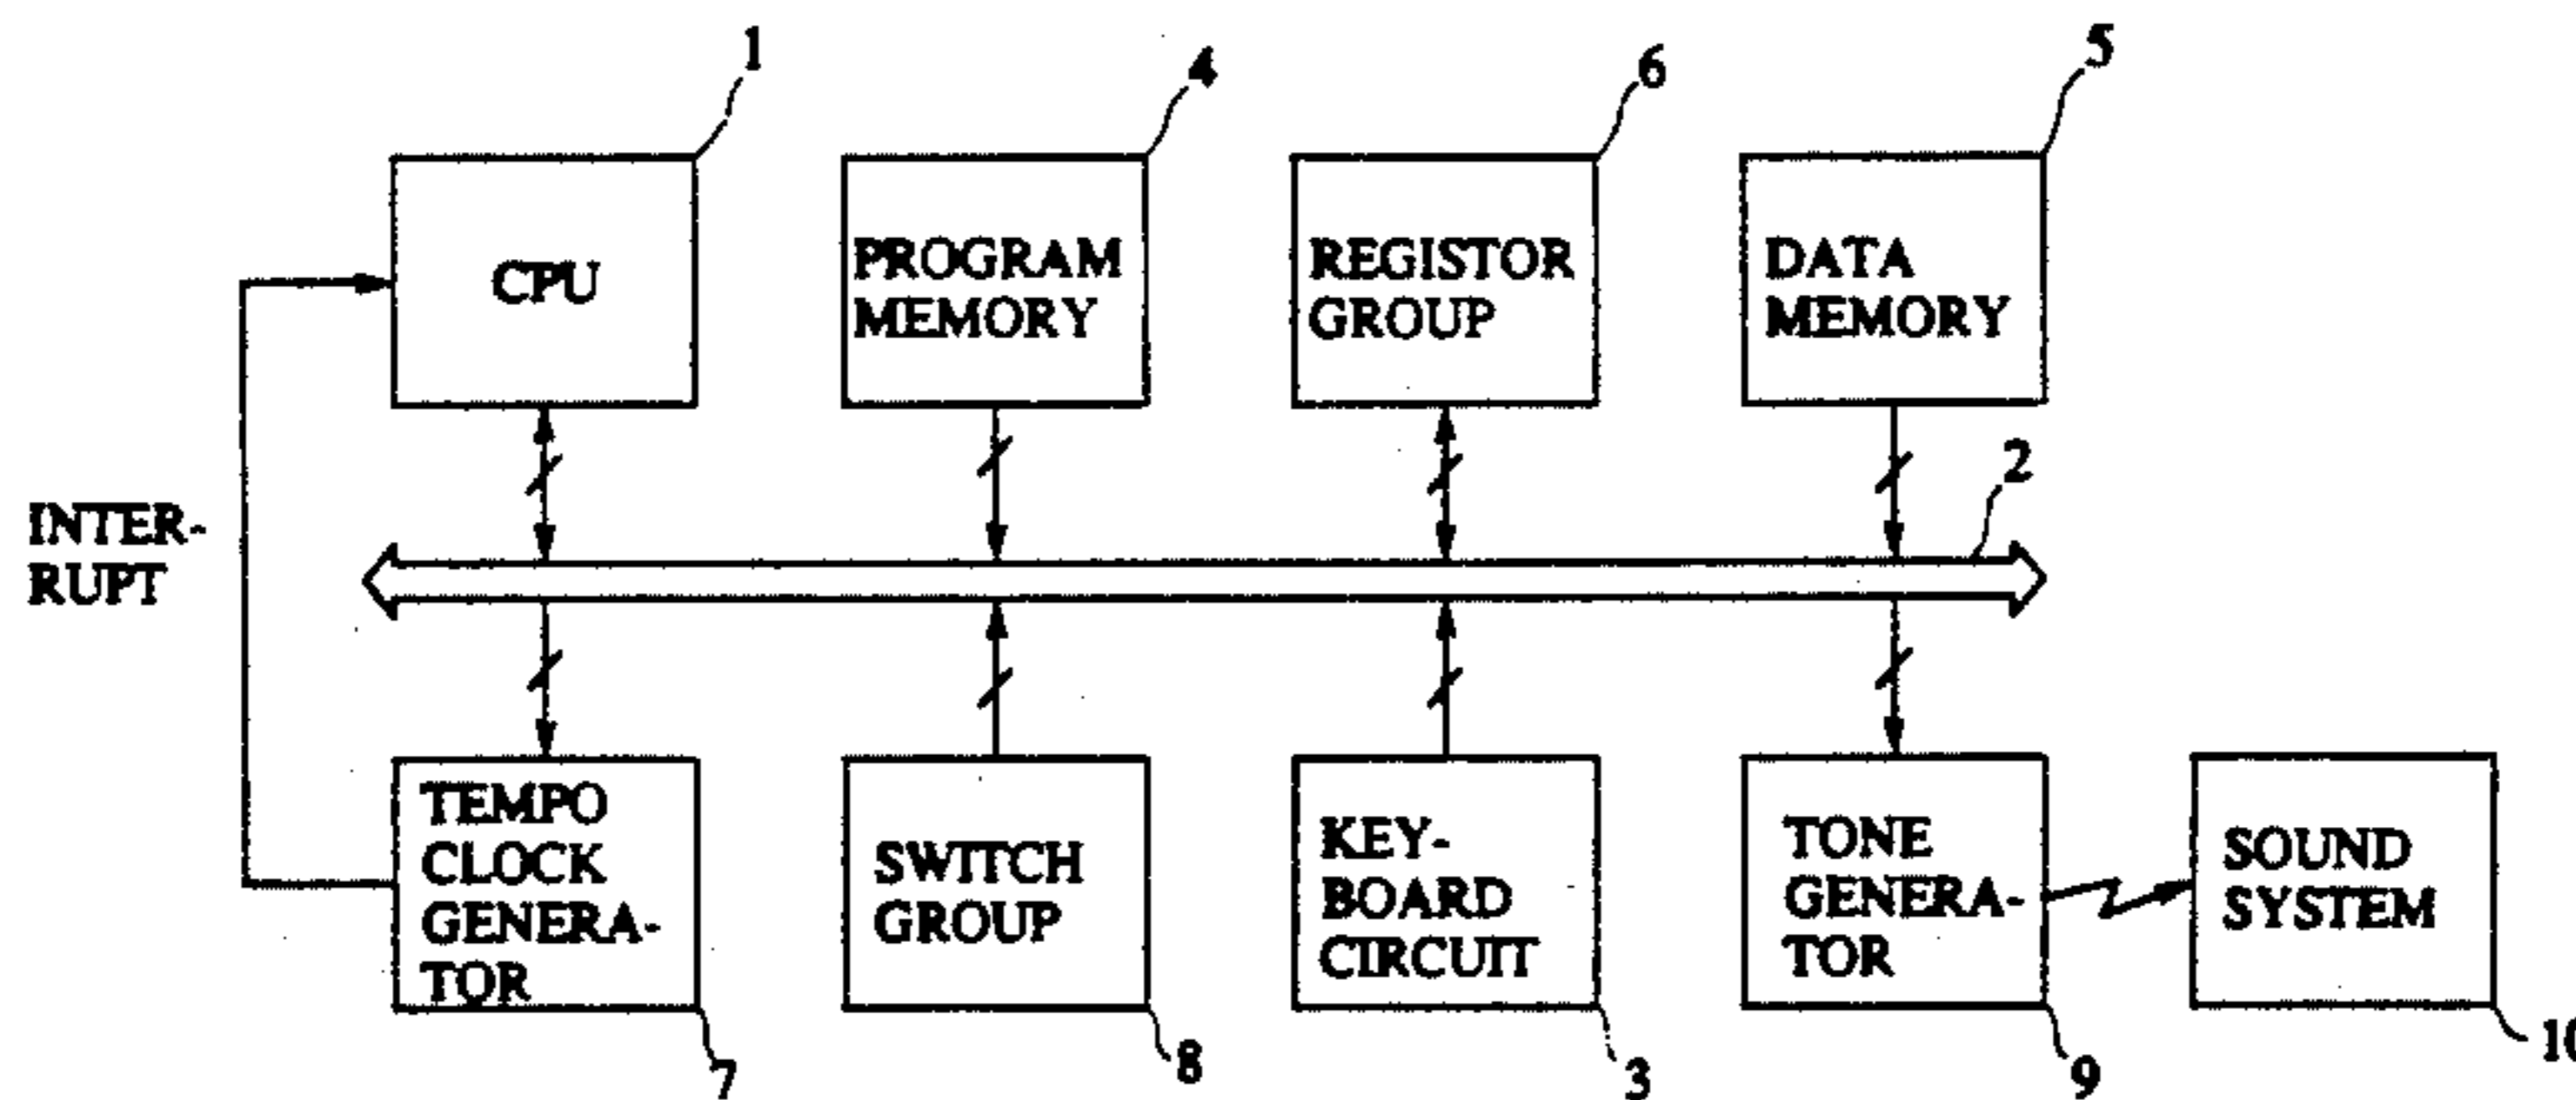 1
4
6
5
CPU
PROGRAM
MEMORY
REGISTOR
GROUP
DATA
MEMORY
2
INTER-
RUPT
TEMPO
CLOCK
GENERA-
TOR
SWITCH
GROUP
KEY-
BOARD
CIRCUIT
TONE
GENERA-
TOR
SOUND
SYSTEM
7
8
3
9
10